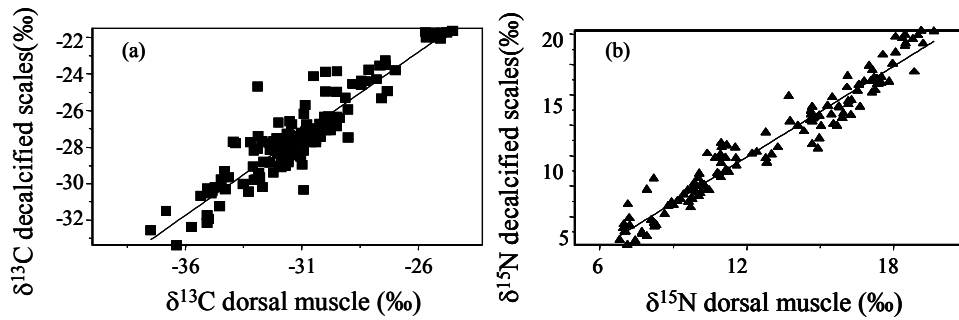 δ¹³C decalcified scales(‰)
-22
-24
-26
-28
-30
-32
(a)
-36
-31
-26
δ¹³C dorsal muscle (‰)
δ¹⁵N decalcified scales(‰)
20
15
10
5
(b)
6
12
18
δ¹⁵N dorsal muscle (‰)